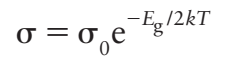 σ = σ₀e^{-E_g/2kT}